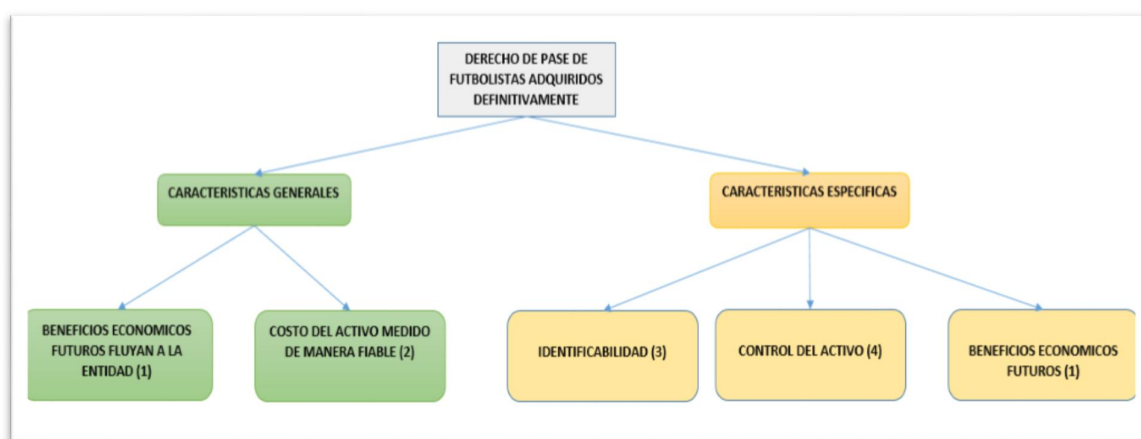 DERECHO DE PASE DE
FUTBOLISTAS ADQUIRIDOS
DEFINITIVAMENTE
CARACTERISTICAS GENERALES
CARACTERISTICAS ESPECIFICAS
BENEFICIOS ECONOMICOS
FUTUROS FLUYAN A LA
ENTIDAD (1)
COSTO DEL ACTIVO MEDIDO
DE MANERA FIABLE (2)
IDENTIFICABILIDAD (3)
CONTROL DEL ACTIVO (4)
BENEFICIOS ECONOMICOS
FUTUROS (1)